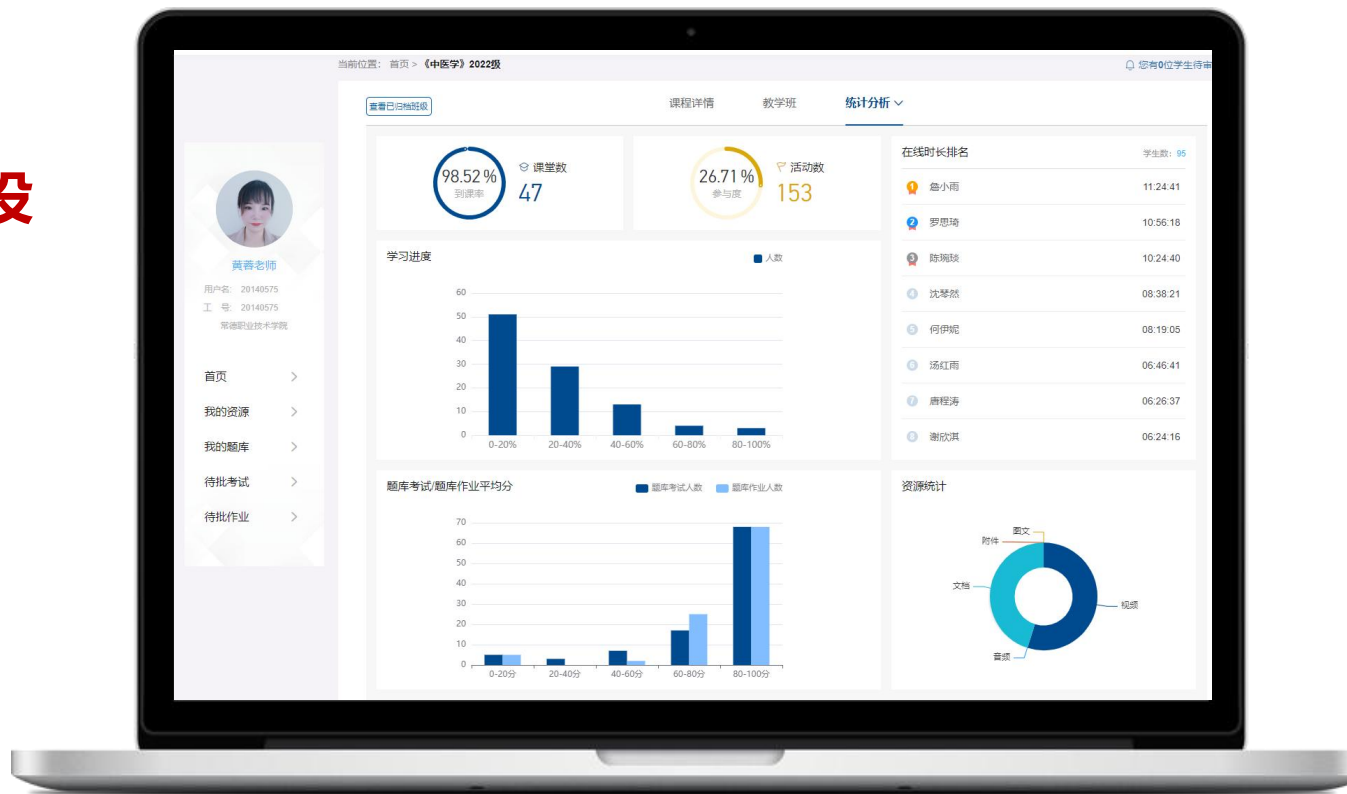 设
当前位置： 首页 > 《中医学》2022级
您有0位学生待审
查看已归档班级
课程详情 教学班 统计分析
黄蓉老师
用户名: 20140575
工 号: 20140575
常德职业技术学院
首页
我的资源
我的题库
待批考试
待批作业
98.52%
到课率
课堂数
47
26.71%
参与度
活动数
153
在线时长排名 学生数：95
1 詹小雨 11:24:41
2 罗思琦 10:56:18
3 陈琬琰 10:24:40
4 沈琴然 08:38:21
5 何伊妮 08:19:05
6 汤红雨 06:46:41
7 唐程涛 06:26:37
8 谢欣淇 06:24:16
学习进度
人数
60
50
40
30
20
10
0
0-20% 20-40% 40-60% 60-80% 80-100%
题库考试/题库作业平均分
题库考试人数 题库作业人数
70
60
50
40
30
20
10
0
0-20分 20-40分 40-60分 60-80分 80-100分
资源统计
图文
附件
文档
视频
音频